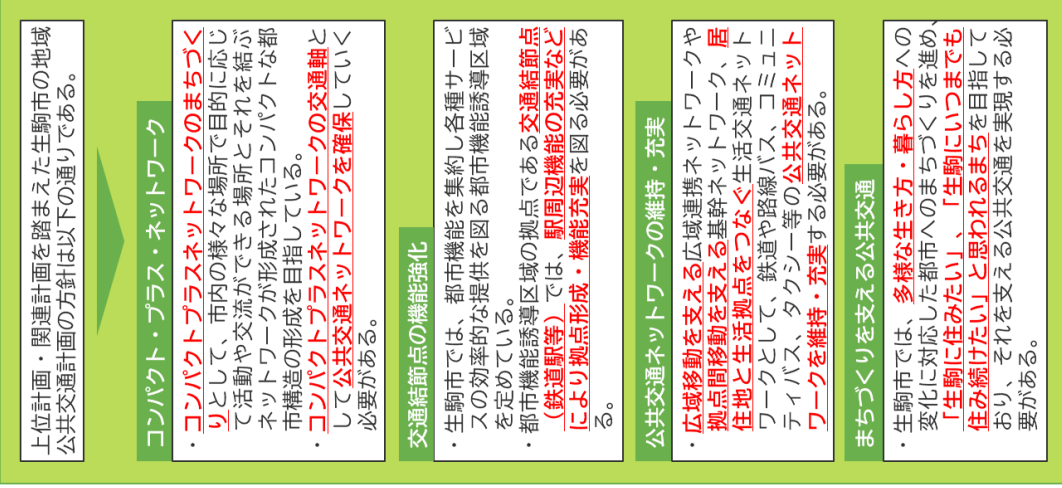 上位計画・関連計画を踏まえた生駒市の地域
公共交通計画の方針は以下の通りである。
コンパクト・プラス・ネットワーク
・コンパクトプラスネットワークのまちづく
りとして、市内の様々な場所で目的に応じ
て活動や交流ができる場所とそれを結ぶ
ネットワークが形成されたコンパクトな都
市構造の形成を目指している。
・コンパクトプラスネットワークの交通軸と
して公共交通ネットワークを確保していく
必要がある。
交通結節点の機能強化
・生駒市では、都市機能を集約し各種サービ
スの効率的な提供を図る都市機能誘導区域
を定めている。
・都市機能誘導区域の拠点である交通結節点
（鉄道駅等）では、駅周辺機能の充実など
により拠点形成・機能充実を図る必要があ
る。
公共交通ネットワークの維持・充実
・広域移動を支える広域連携ネットワークや
拠点間移動を支える基幹ネットワーク、居
住地と生活拠点をつなぐ生活交通ネット
ワークとして、鉄道や路線バス、コミュニ
ティバス、タクシー等の公共交通ネット
ワークを維持・充実する必要がある。
まちづくりを支える公共交通
・生駒市では、多様な生き方・暮らし方への
変化に対応した都市へのまちづくりを進め、
「生駒に住みたい」、「生駒にいつまでも
住み続けたい」と思われるまちを目指して
おり、それを支える公共交通を実現する必
要がある。